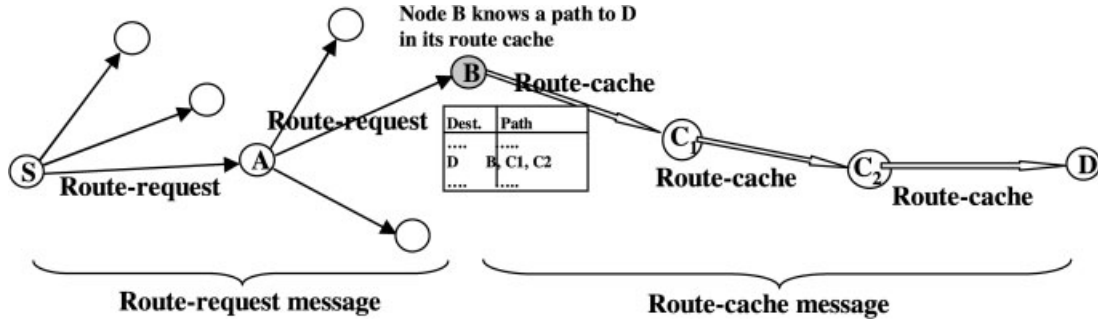 Node B knows a path to D
in its route cache
B
Route-cache
Route-request
Dest. Path
.... ....
D B, C1, C2
.... ....
S
A
Route-request
C1
Route-cache
C2
Route-cache
D
Route-request message
Route-cache message